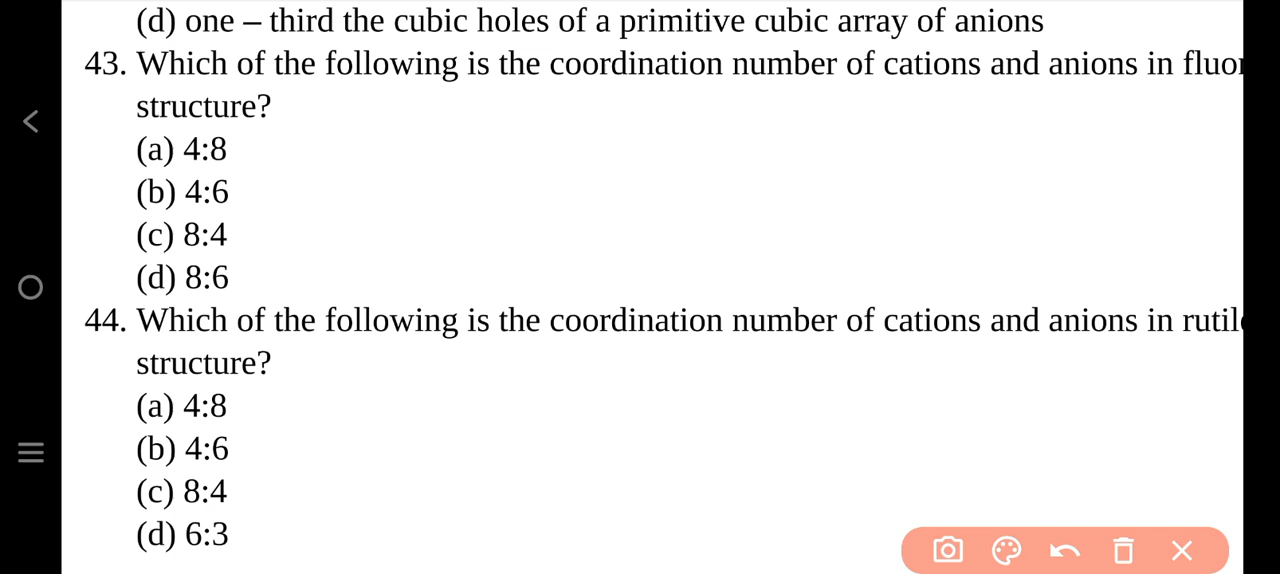 (d) one – third the cubic holes of a primitive cubic array of anions
43. Which of the following is the coordination number of cations and anions in fluor
structure?
(a) 4:8
(b) 4:6
(c) 8:4
(d) 8:6
44. Which of the following is the coordination number of cations and anions in rutil
structure?
(a) 4:8
(b) 4:6
(c) 8:4
(d) 6:3